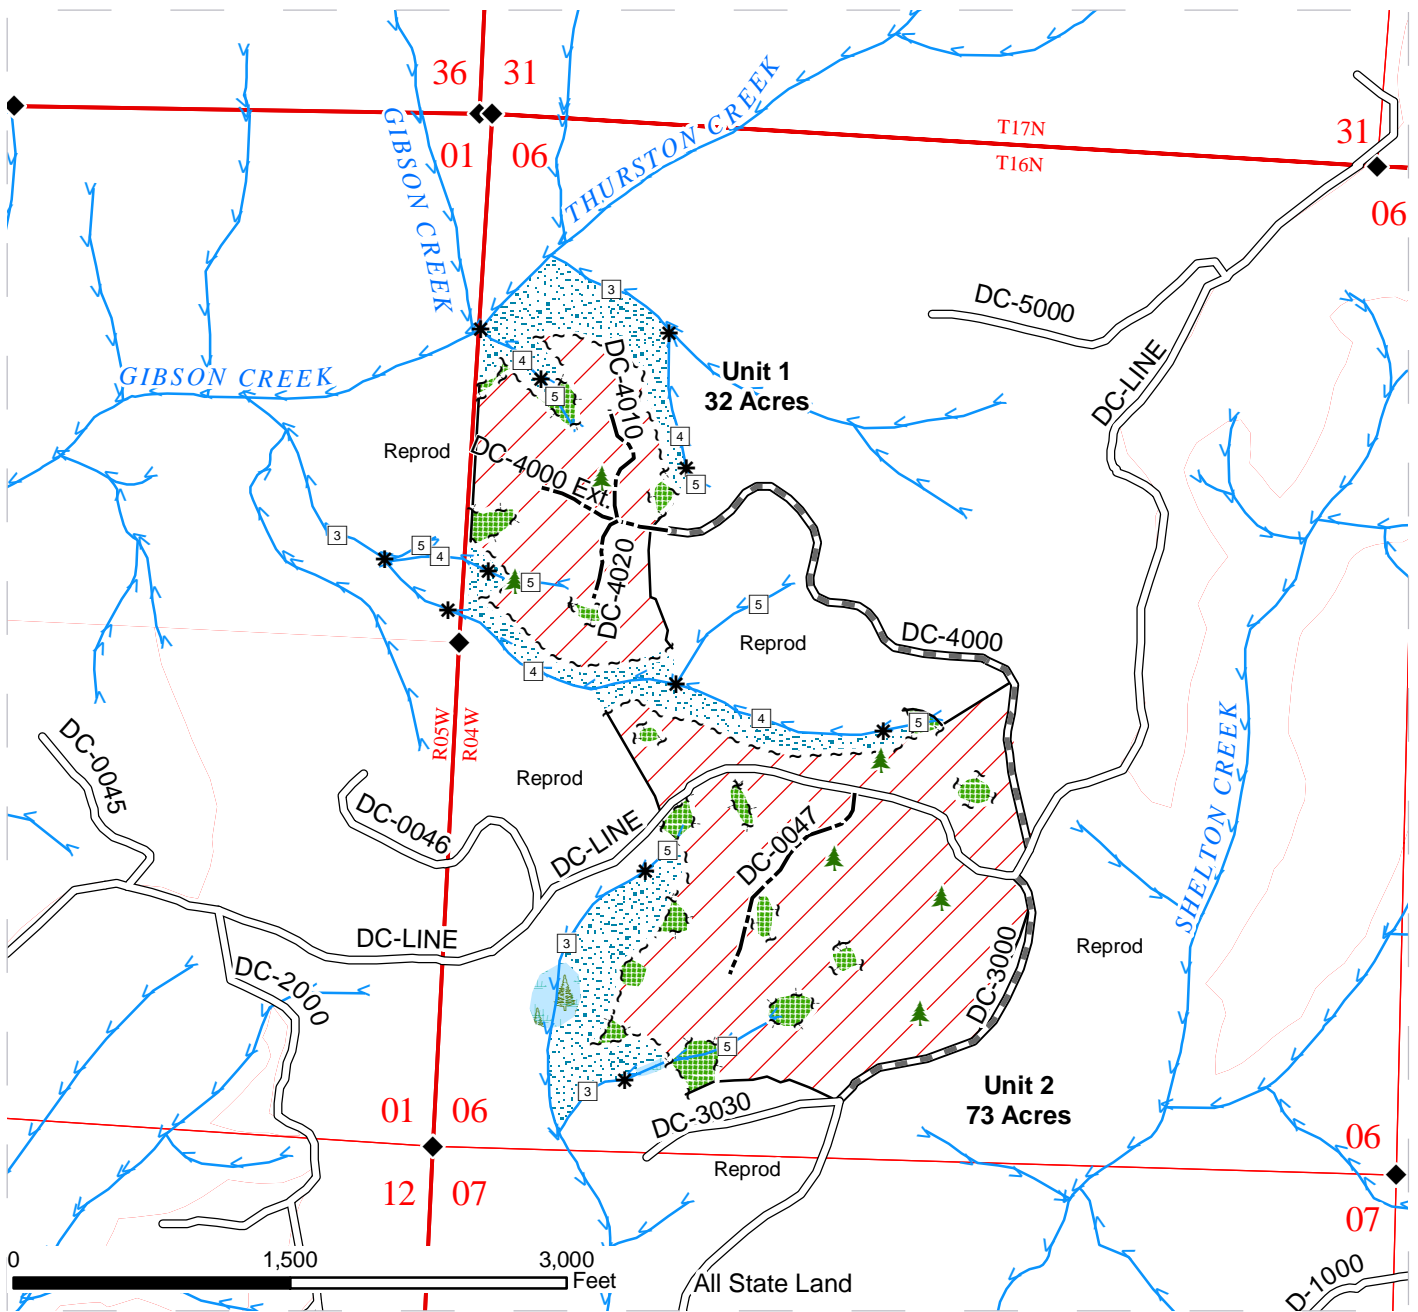 36
31
01
06
T17N
T16N
31
06
GIBSON CREEK
THURSTON CREEK
DC-5000
DC-LINE
3
4
5
DC-4010
Unit 1
32 Acres
GIBSON CREEK
Reprod
DC-4000 Ext.
4
5
3
5
4
5
DC-4020
5
Reprod
DC-4000
4
4
5
R05W
R04W
SHELTON CREEK
DC-0045
DC-0046
Reprod
DC-LINE
5
DC-0047
DC-LINE
3
DC-3000
Reprod
DC-2000
5
3
Unit 2
73 Acres
DC-3030
01
06
06
Reprod
12
07
07
0
1,500
3,000
Feet
All State Land
D-1000